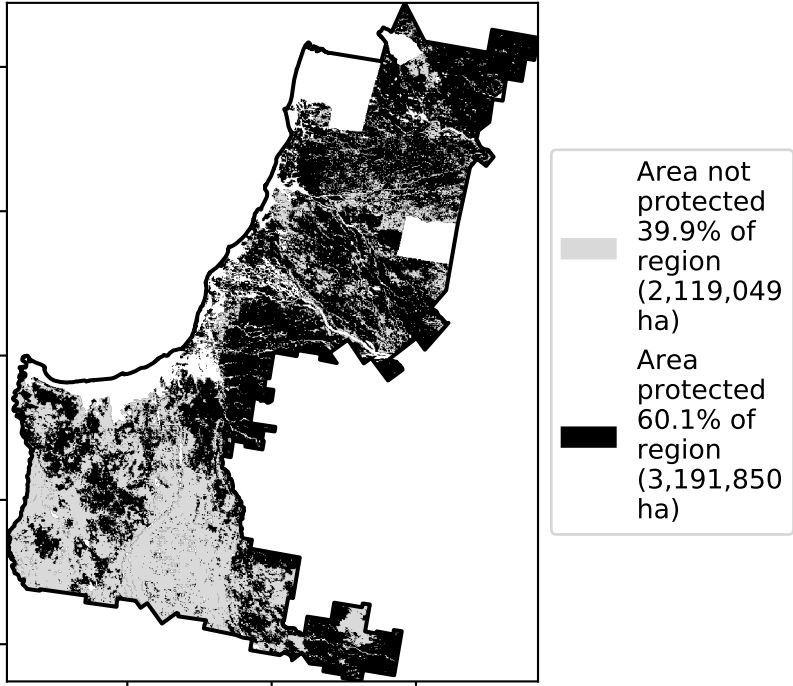 Area not
protected
39.9% of
region
(2,119,049
ha)
Area
protected
60.1% of
region
(3,191,850
ha)